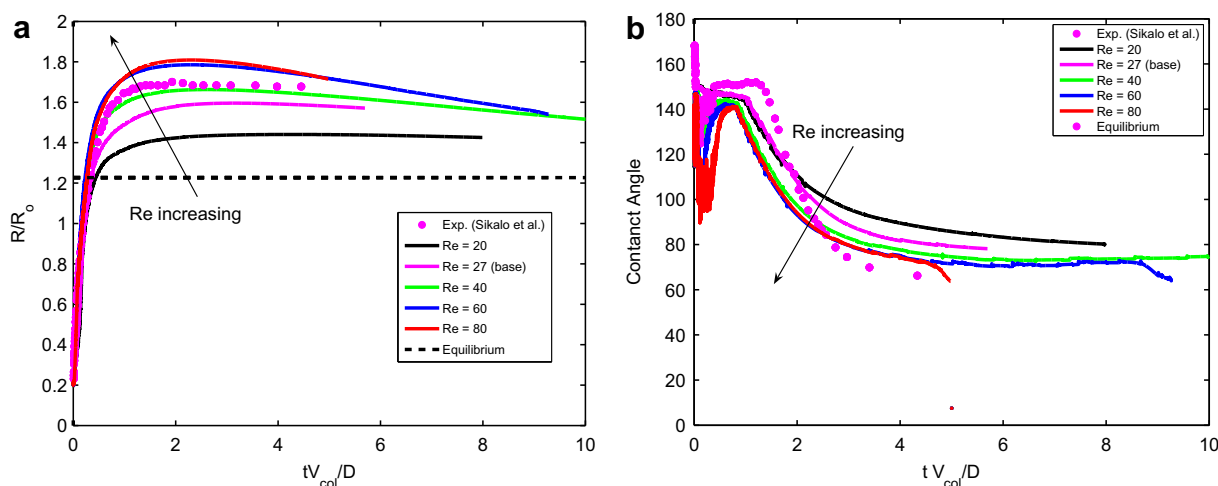 a
2
1.8
1.6
1.4
1.2
1
0.8
0.6
0.4
0.2
0
R/Ro
Re increasing
Exp. (Sikalo et al.)
Re = 20
Re = 27 (base)
Re = 40
Re = 60
Re = 80
Equilibrium
0 2 4 6 8 10
tVcol/D
b
180
160
140
120
100
80
60
40
20
0
Contanct Angle
Re increasing
Exp. (Sikalo et al.)
Re = 20
Re = 27 (base)
Re = 40
Re = 60
Re = 80
Equilibrium
0 2 4 6 8 10
t Vcol/D